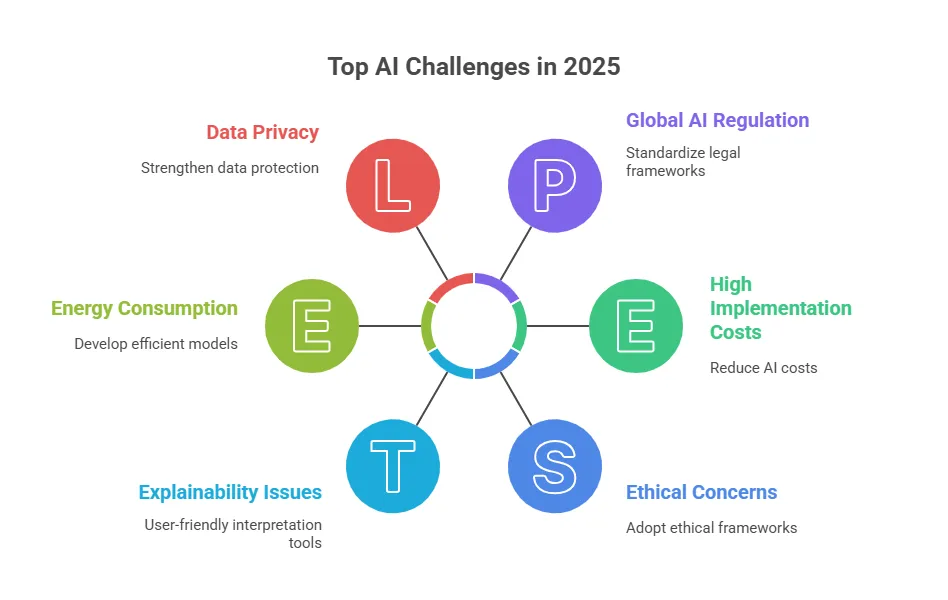 Top AI Challenges in 2025
Data Privacy
Strengthen data protection
L
P
Global AI Regulation
Standardize legal
frameworks
Energy Consumption
Develop efficient models
E
E
High
Implementation
Costs
Reduce AI costs
Explainability Issues
User-friendly interpretation
tools
T
S
Ethical Concerns
Adopt ethical frameworks